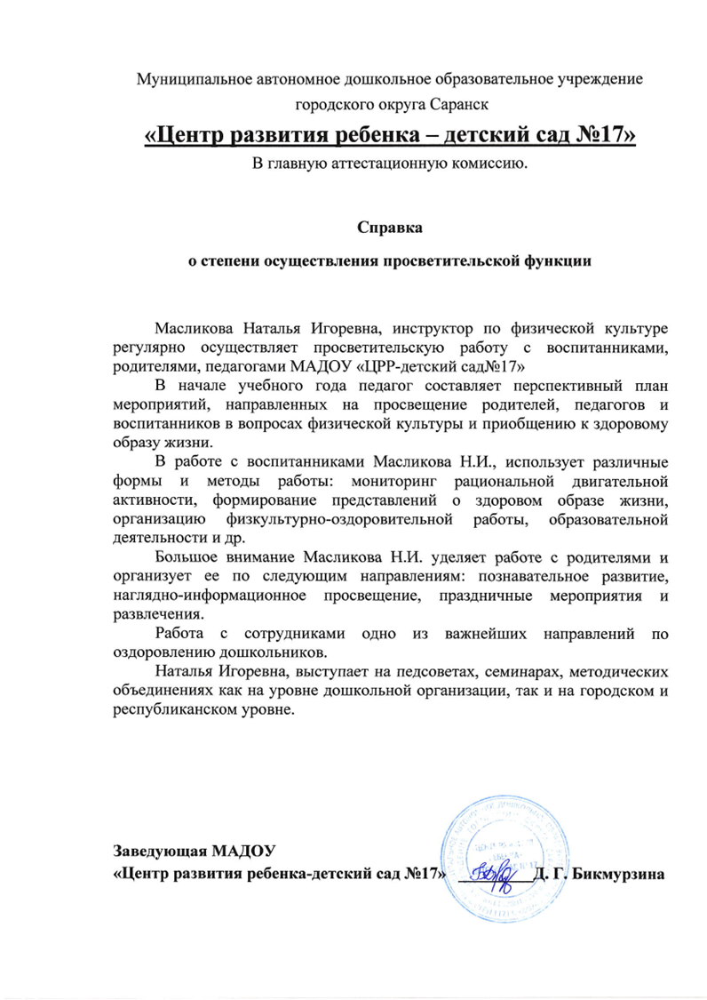 Муниципальное автономное дошкольное образовательное учреждение
городского округа Саранск
«Центр развития ребенка – детский сад №17»
В главную аттестационную комиссию.
Справка
о степени осуществления просветительской функции
Масликова Наталья Игоревна, инструктор по физической культуре
регулярно осуществляет просветительскую работу с воспитанниками,
родителями, педагогами МАДОУ «ЦРР-детский сад№17»
В начале учебного года педагог составляет перспективный план
мероприятий, направленных на просвещение родителей, педагогов и
воспитанников в вопросах физической культуры и приобщению к здоровому
образу жизни.
В работе с воспитанниками Масликова Н.И., использует различные
формы и методы работы: мониторинг рациональной двигательной
активности, формирование представлений о здоровом образе жизни,
организацию физкультурно-оздоровительной работы, образовательной
деятельности и др.
Большое внимание Масликова Н.И. уделяет работе с родителями и
организует ее по следующим направлениям: познавательное развитие,
наглядно-информационное просвещение, праздничные мероприятия и
развлечения.
Работа с сотрудниками одно из важнейших направлений по
оздоровлению дошкольников.
Наталья Игоревна, выступает на педсоветах, семинарах, методических
объединениях как на уровне дошкольной организации, так и на городском и
республиканском уровне.
Заведующая МАДОУ
«Центр развития ребенка-детский сад №17» _________Д. Г. Бикмурзина